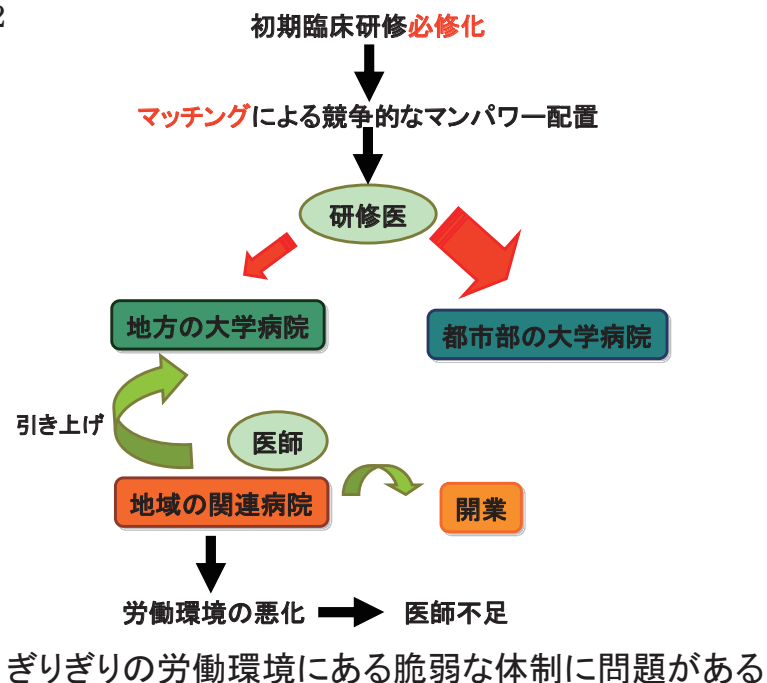 2
初期臨床研修必修化
マッチングによる競争的なマンパワー配置
研修医
地方の大学病院
都市部の大学病院
引き上げ
医師
地域の関連病院
開業
労働環境の悪化
医師不足
ぎりぎりの労働環境にある脆弱な体制に問題がある